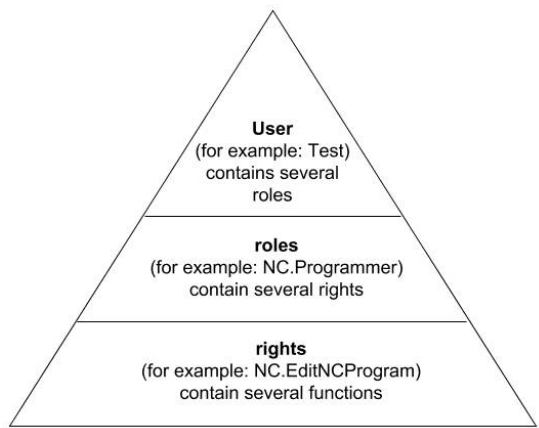 User
(for example: Test)
contains several
roles
roles
(for example: NC.Programmer)
contain several rights
rights
(for example: NC.EditNCProgram)
contain several functions